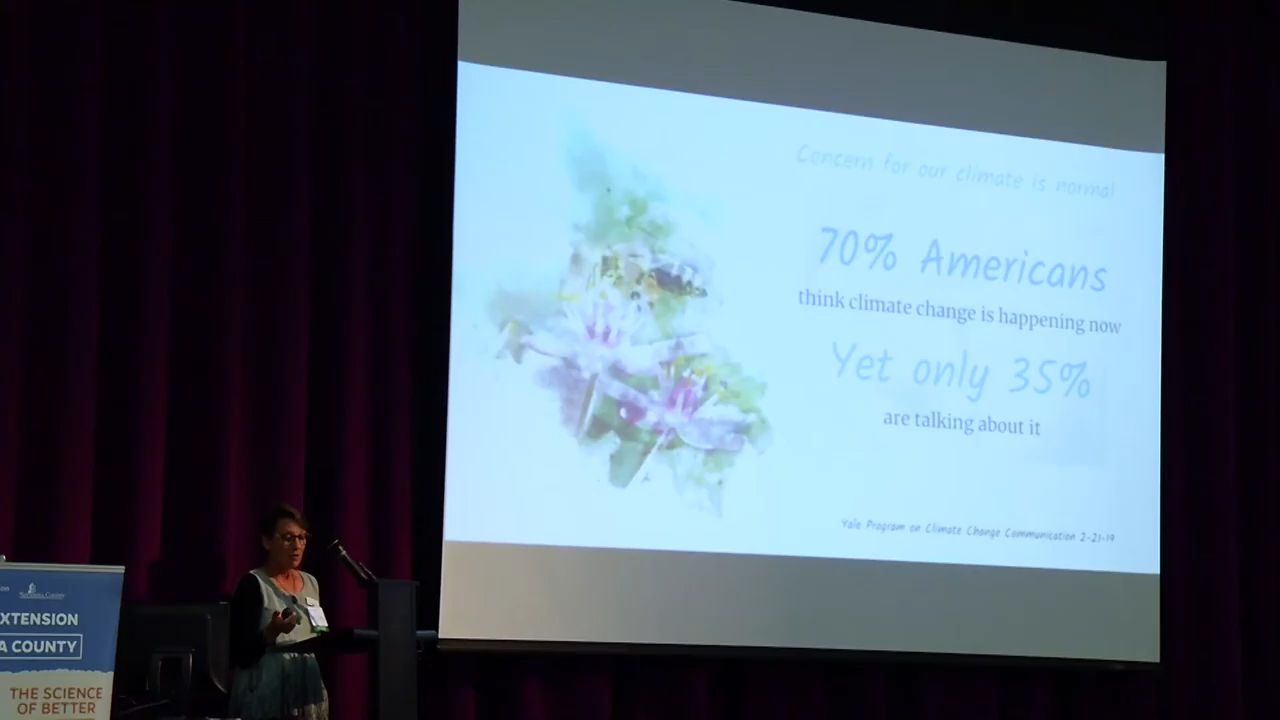 Concern for our climate is normal
70% Americans
think climate change is happening now
Yet only 35%
are talking about it
Yale Program on Climate Change Communication 2-21-19
XTENSION
A COUNTY
THE SCIENCE
OF BETTER